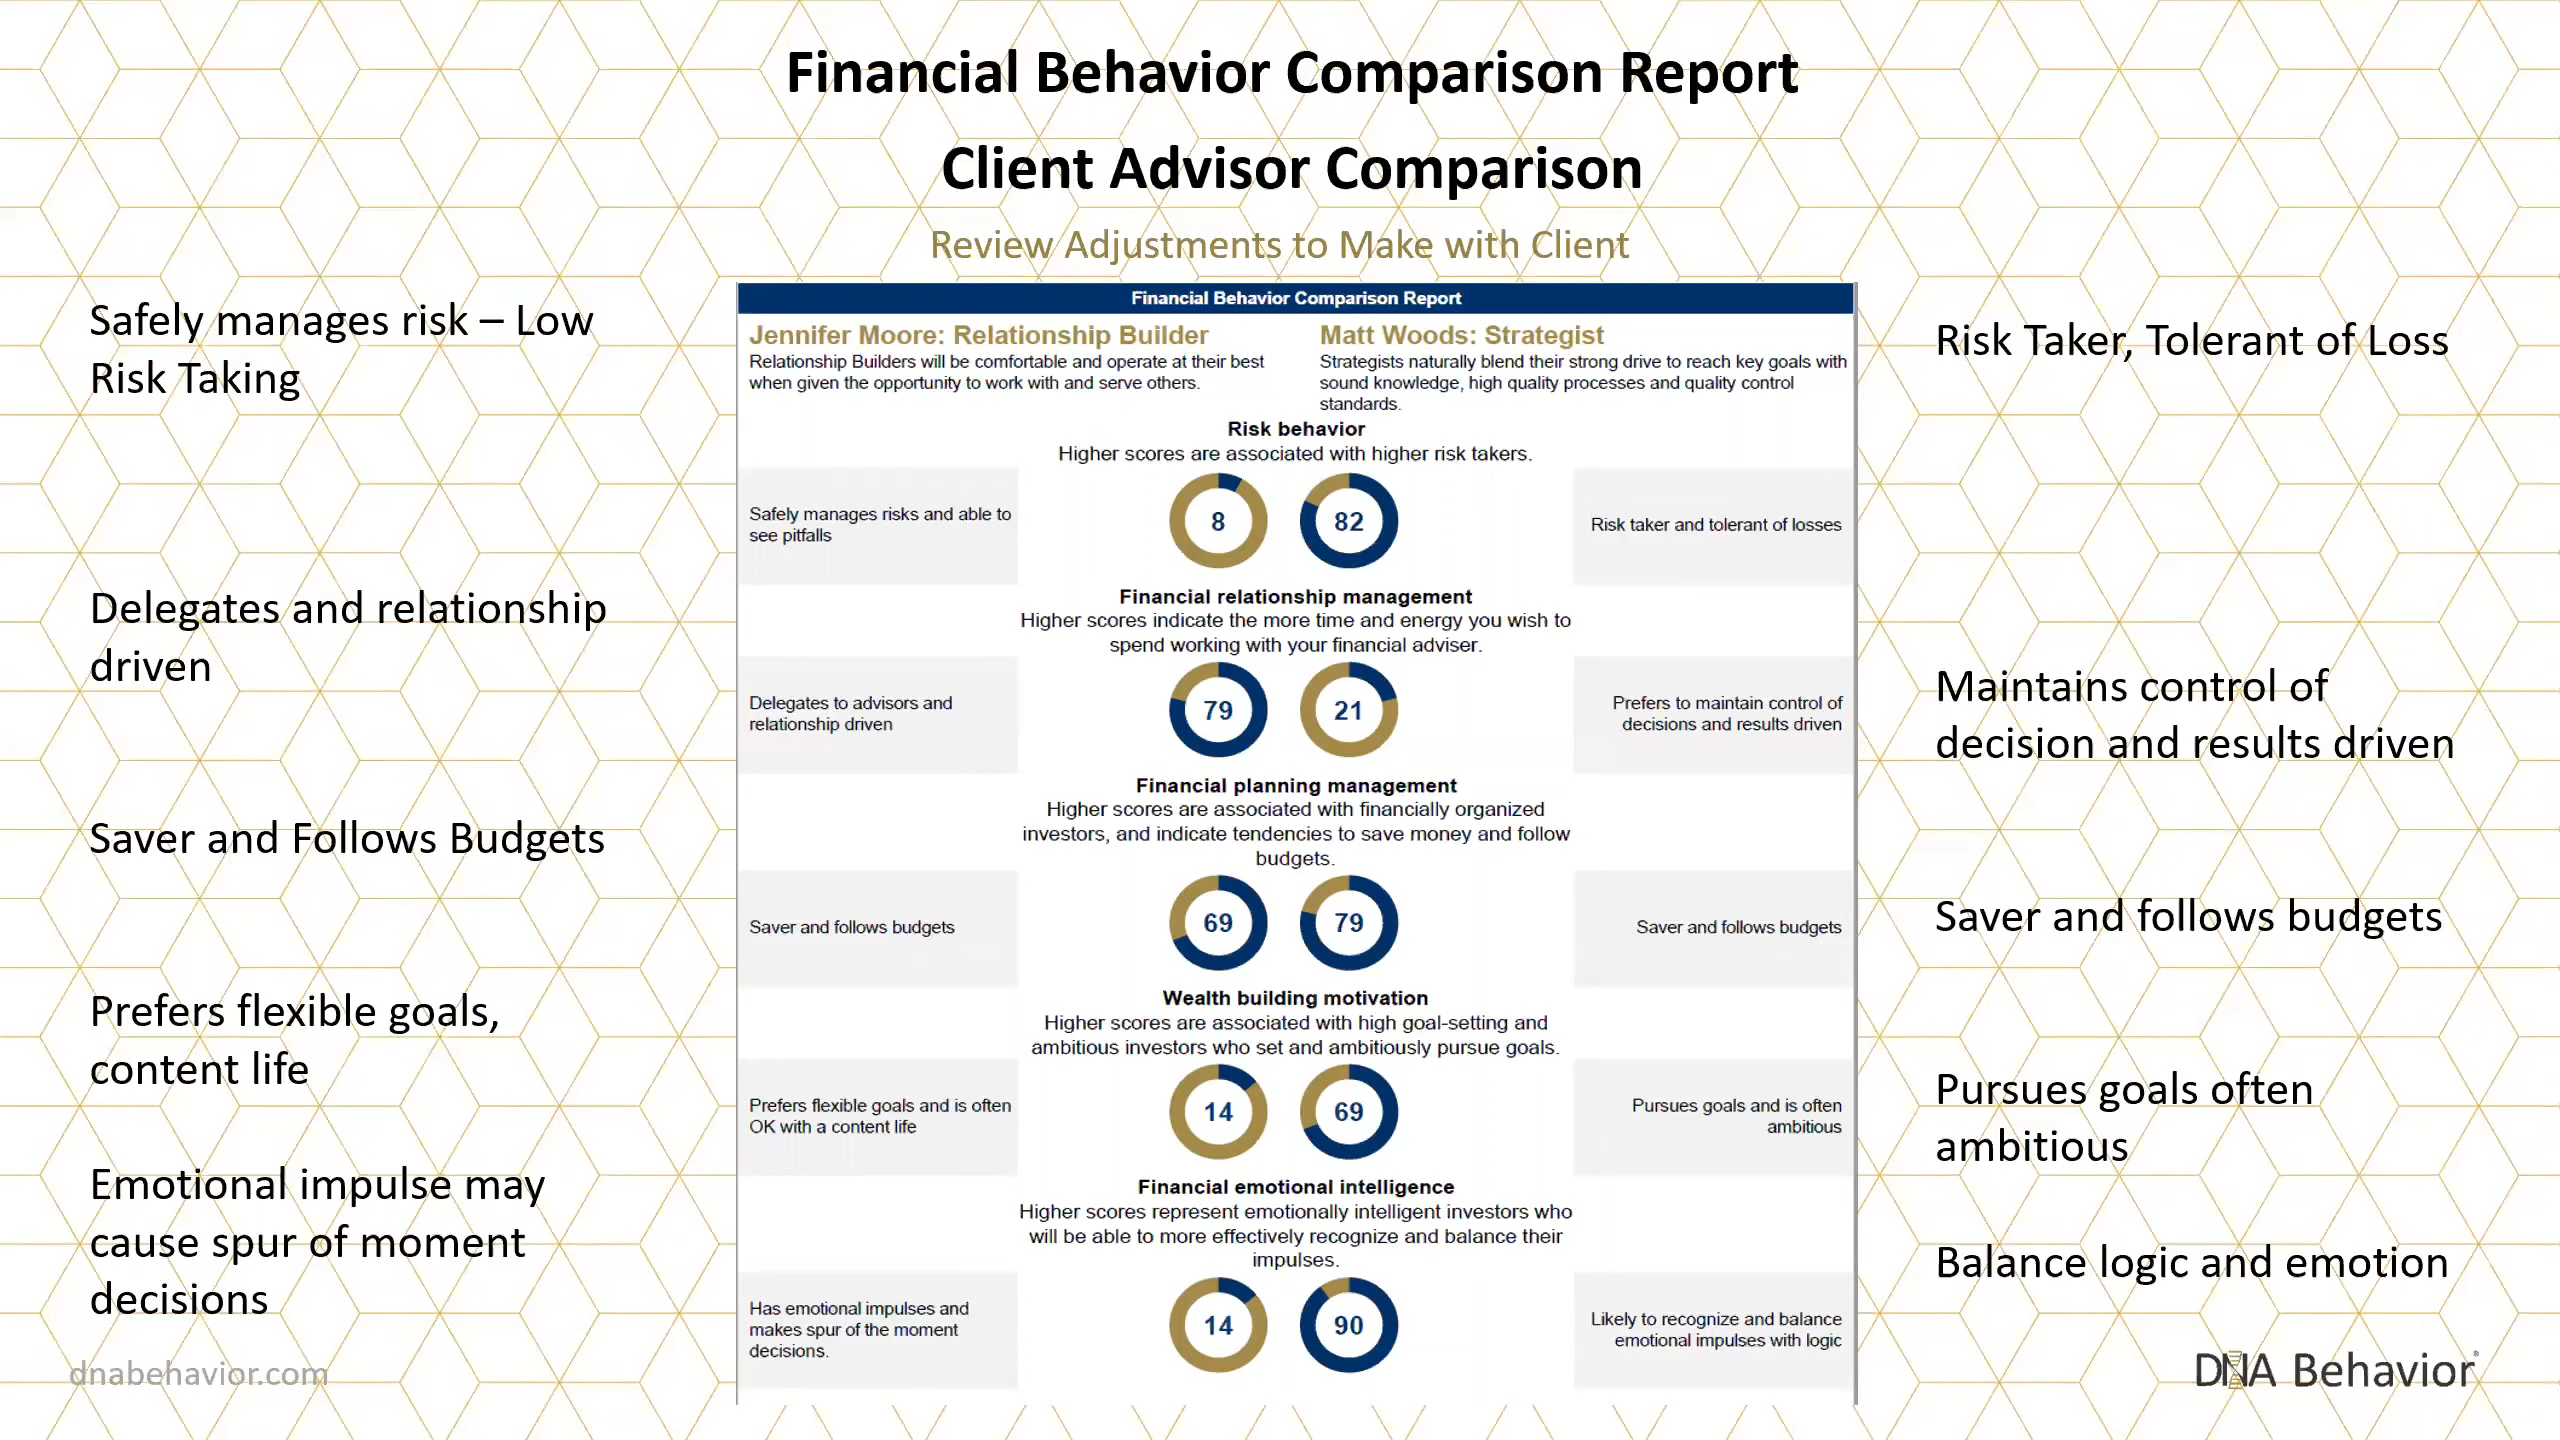 Financial Behavior Comparison Report
Client Advisor Comparison
Review Adjustments to Make with Client
Safely manages risk – Low
Risk Taking
Delegates and relationship
driven
Saver and Follows Budgets
Prefers flexible goals,
content life
Emotional impulse may
cause spur of moment
decisions
Financial Behavior Comparison Report
Jennifer Moore: Relationship Builder
Relationship Builders will be comfortable and operate at their best
when given the opportunity to work with and serve others.
Matt Woods: Strategist
Strategists naturally blend their strong drive to reach key goals with
sound knowledge, high quality processes and quality control
standards.
Risk behavior
Higher scores are associated with higher risk takers.
Safely manages risks and able to
see pitfalls
8
82
Risk taker and tolerant of losses
Financial relationship management
Higher scores indicate the more time and energy you wish to
spend working with your financial adviser.
Delegates to advisors and
relationship driven
79
21
Prefers to maintain control of
decisions and results driven
Financial planning management
Higher scores are associated with financially organized
investors, and indicate tendencies to save money and follow
budgets.
Saver and follows budgets
69
79
Saver and follows budgets
Wealth building motivation
Higher scores are associated with high goal-setting and
ambitious investors who set and ambitiously pursue goals.
Prefers flexible goals and is often
OK with a content life
14
69
Pursues goals and is often
ambitious
Financial emotional intelligence
Higher scores represent emotionally intelligent investors who
will be able to more effectively recognize and balance their
impulses.
Has emotional impulses and
makes spur of the moment
decisions.
14
90
Likely to recognize and balance
emotional impulses with logic
Risk Taker, Tolerant of Loss
Maintains control of
decision and results driven
Saver and follows budgets
Pursues goals often
ambitious
Balance logic and emotion
dnabehavior.com
DNA Behavior®